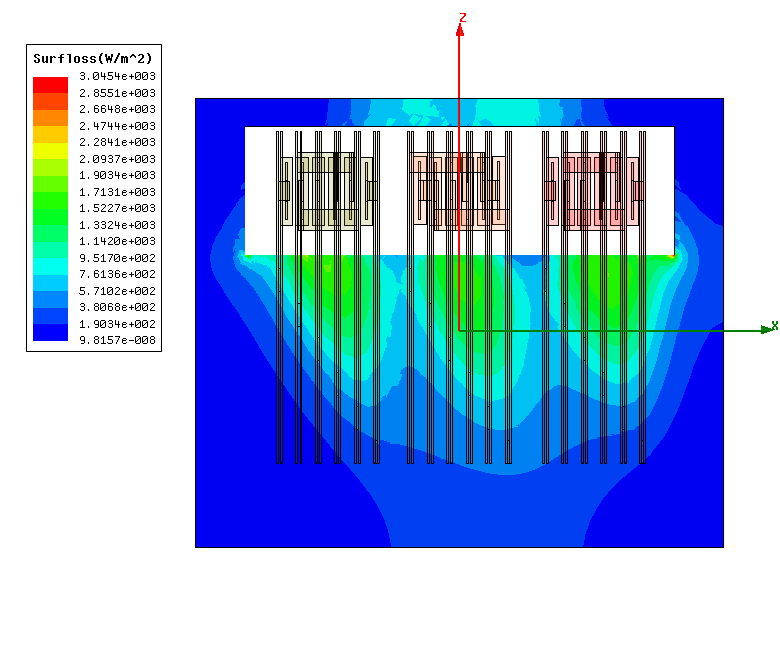 Z
Surfloss(W/m^2)
3.0454e+003
2.8551e+003
2.6648e+003
2.4744e+003
2.2841e+003
2.0937e+003
1.9034e+003
1.7131e+003
1.5227e+003
1.3324e+003
1.1420e+003
9.5170e+002
7.6136e+002
5.7102e+002
3.8068e+002
1.9034e+002
9.8157e-008
X